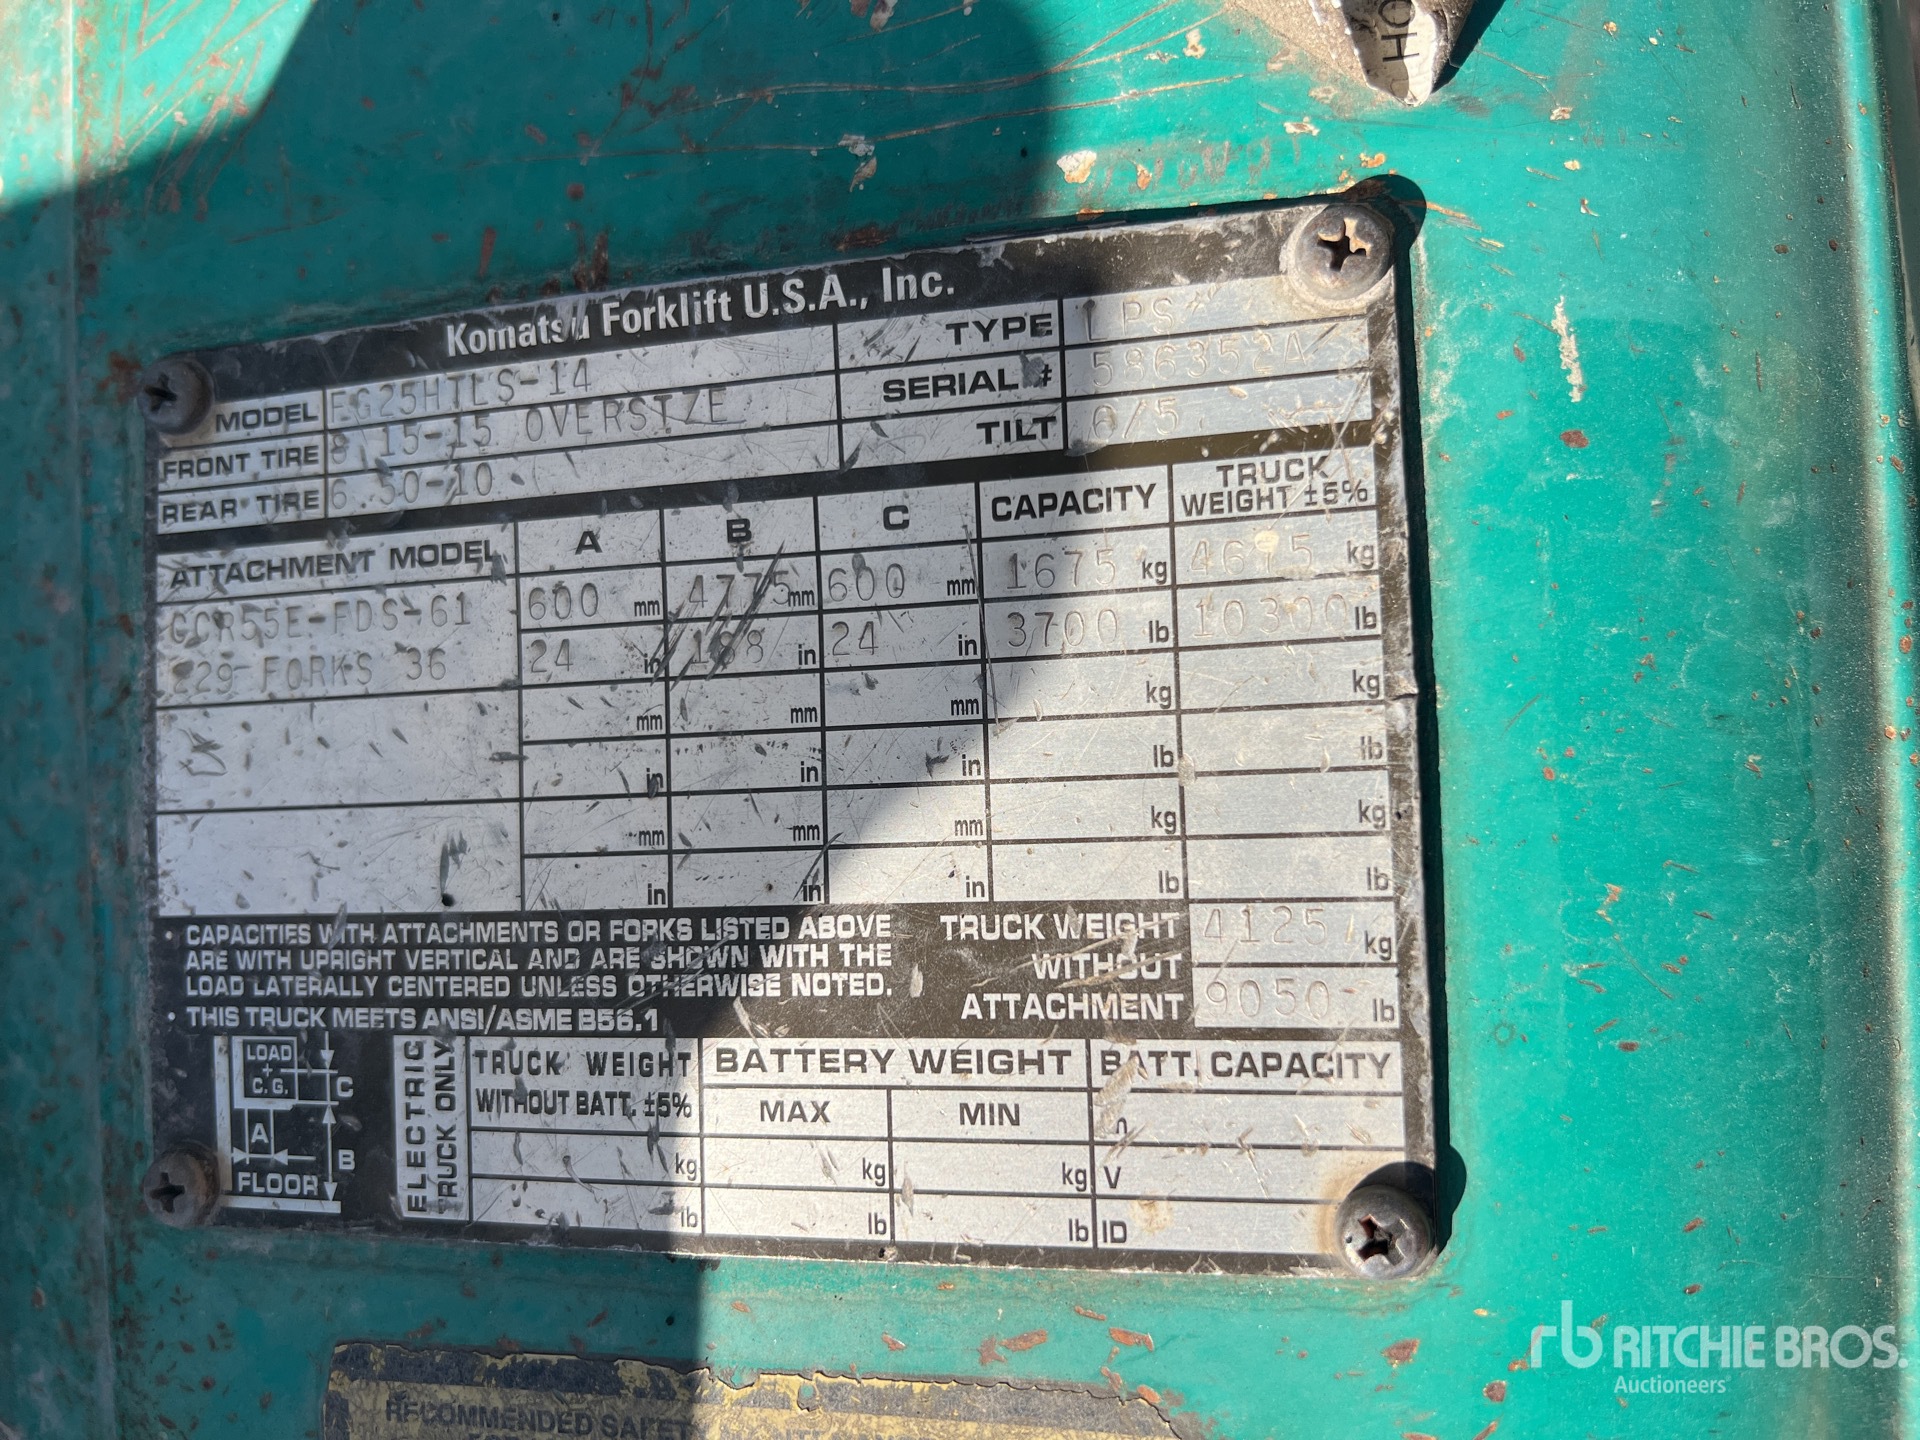 HO
Komatsu Forklift U.S.A., Inc.
MODEL FG25HTLS-14 TYPE LPS
FRONT TIRE 8.15-15 OVERSIZE SERIAL # 586352A
REAR TIRE 6.50-10 TILT 0/5
ATTACHMENT MODEL A B C CAPACITY TRUCK WEIGHT ±5%
600 mm 4775 mm 600 mm 1675 kg 4675 kg
24 in 188 in 24 in 3700 lb 10300 lb
CCR55E-FDS-61
229 FORKS 36
mm mm mm kg kg
in in in lb lb
mm mm mm kg kg
in in in lb lb
• CAPACITIES WITH ATTACHMENTS OR FORKS LISTED ABOVE
ARE WITH UPRIGHT VERTICAL AND ARE SHOWN WITH THE
LOAD LATERALLY CENTERED UNLESS OTHERWISE NOTED.
• THIS TRUCK MEETS ANSI/ASME B56.1
TRUCK WEIGHT
WITHOUT
ATTACHMENT
4125 kg
9050 lb
LOAD
+
C.G.
C
A
B
FLOOR
ELECTRIC
TRUCK ONLY
TRUCK WEIGHT
WITHOUT BATT. ±5%
kg
lb
BATTERY WEIGHT
MAX MIN
kg kg
lb lb
BATT. CAPACITY
V
ID
RECOMMENDED
rb RITCHIE BROS.
Auctioneers